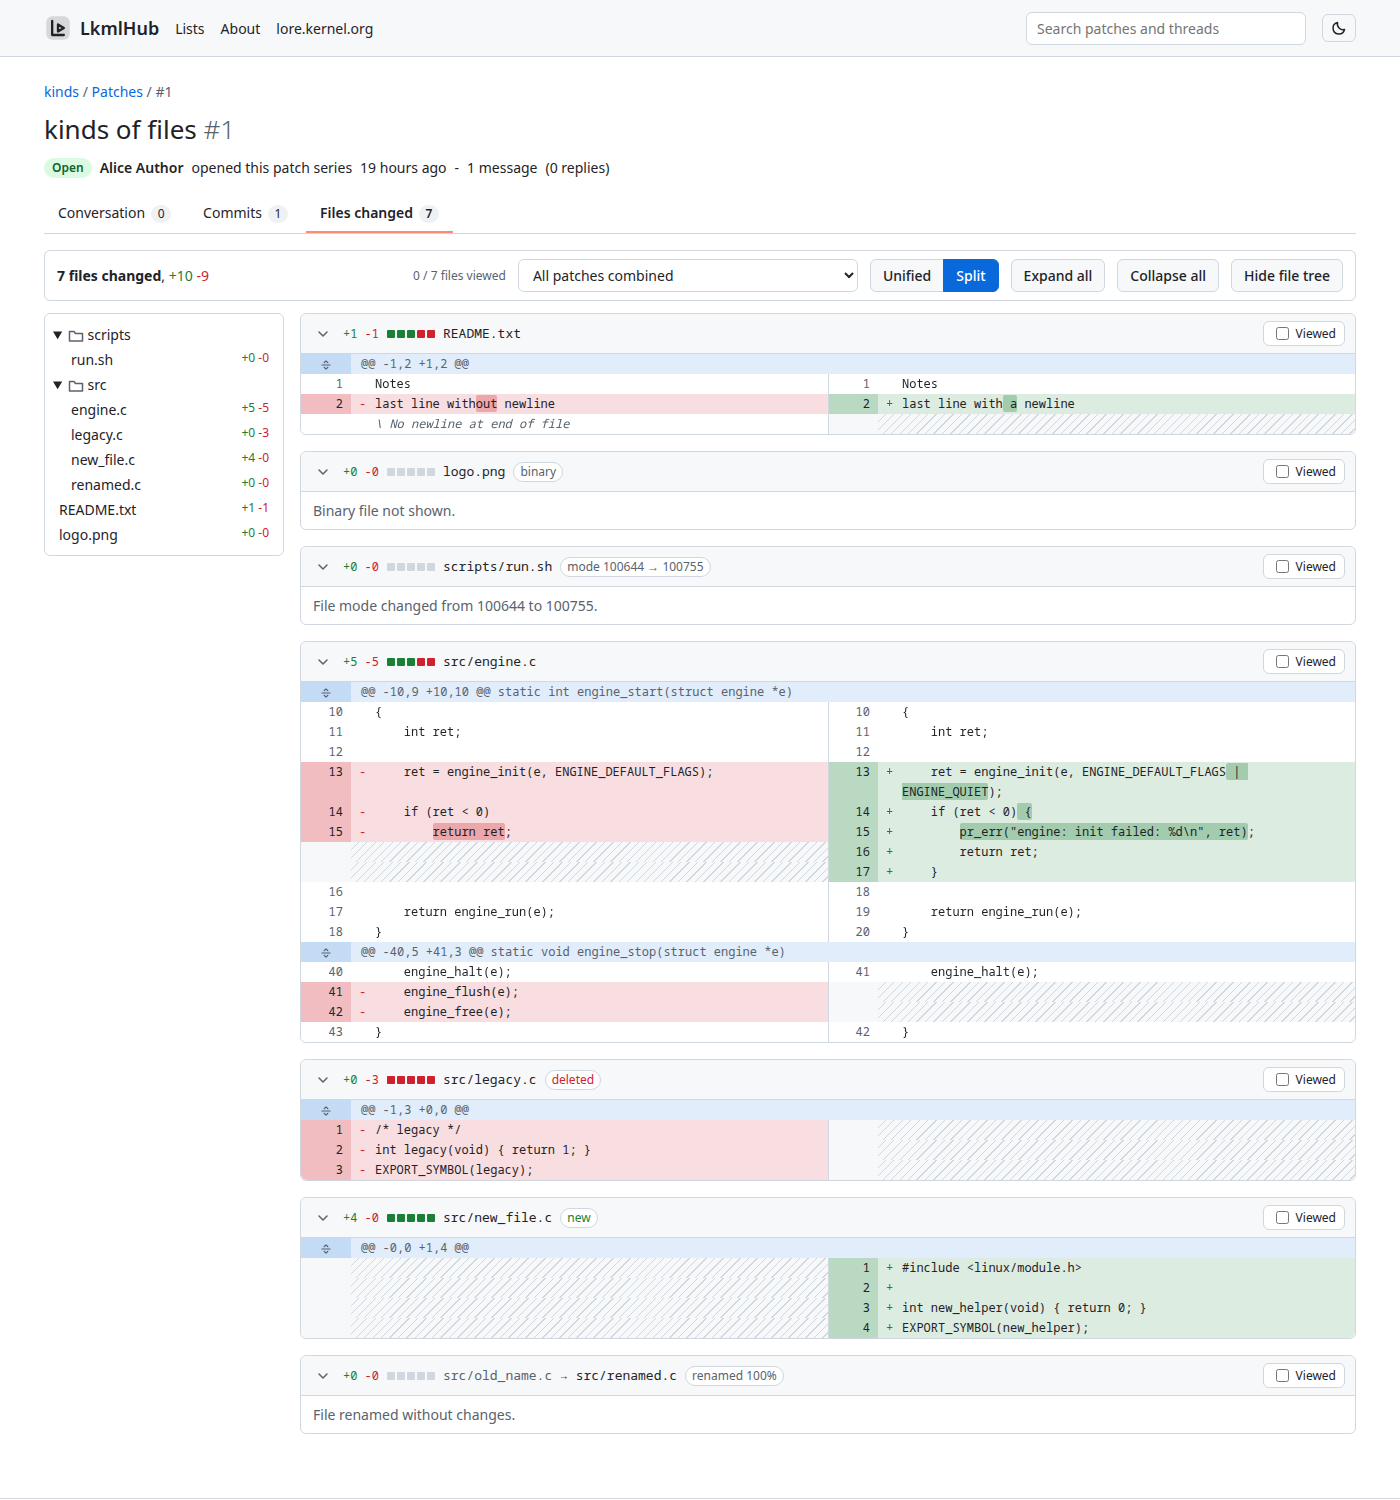 LkmlHub Lists About lore.kernel.org Search patches and threads
kinds / Patches / #1
kinds of files #1
Open Alice Author opened this patch series 19 hours ago - 1 message (0 replies)
Conversation 0 Commits 1 Files changed 7
7 files changed, +10 -9 0 / 7 files viewed All patches combined Unified Split Expand all Collapse all Hide file tree
scripts
run.sh +0 -0
src
engine.c +5 -5
legacy.c +0 -3
new_file.c +4 -0
renamed.c +0 -0
README.txt +1 -1
logo.png +0 -0
+1 -1 README.txt Viewed
@@ -1,2 +1,2 @@
1 Notes 1 Notes
2 - last line without newline 2 + last line with a newline
\ No newline at end of file
+0 -0 logo.png binary Viewed
Binary file not shown.
+0 -0 scripts/run.sh mode 100644 → 100755 Viewed
File mode changed from 100644 to 100755.
+5 -5 src/engine.c Viewed
@@ -10,9 +10,10 @@ static int engine_start(struct engine *e)
10 { 10 {
11 int ret; 11 int ret;
12 12
13 - ret = engine_init(e, ENGINE_DEFAULT_FLAGS); 13 + ret = engine_init(e, ENGINE_DEFAULT_FLAGS |
ENGINE_QUIET);
14 - if (ret < 0) 14 + if (ret < 0) {
15 - return ret; 15 + pr_err("engine: init failed: %d\n", ret);
16 + return ret;
17 + }
16 18
17 return engine_run(e); 19 return engine_run(e);
18 } 20 }
@@ -40,5 +41,3 @@ static void engine_stop(struct engine *e)
40 engine_halt(e); 41 engine_halt(e);
41 - engine_flush(e);
42 - engine_free(e);
43 } 42 }
+0 -3 src/legacy.c deleted Viewed
@@ -1,3 +0,0 @@
1 - /* legacy */
2 - int legacy(void) { return 1; }
3 - EXPORT_SYMBOL(legacy);
+4 -0 src/new_file.c new Viewed
@@ -0,0 +1,4 @@
1 + #include <linux/module.h>
2 +
3 + int new_helper(void) { return 0; }
4 + EXPORT_SYMBOL(new_helper);
+0 -0 src/old_name.c → src/renamed.c renamed 100% Viewed
File renamed without changes.